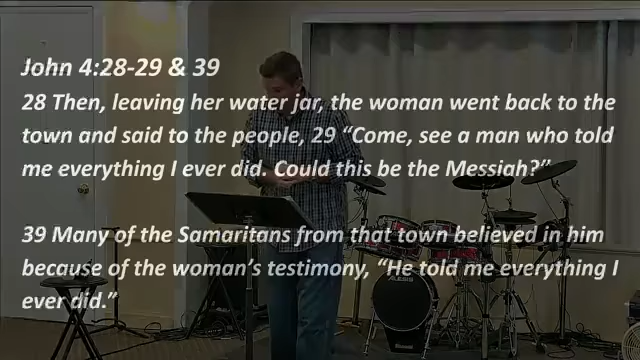 John 4:28-29 & 39
28 Then, leaving her water jar, the woman went back to the
town and said to the people, 29 “Come, see a man who told
me everything I ever did. Could this be the Messiah?”
39 Many of the Samaritans from that town believed in him
because of the woman’s testimony, “He told me everything I
ever did.”
ALESIS